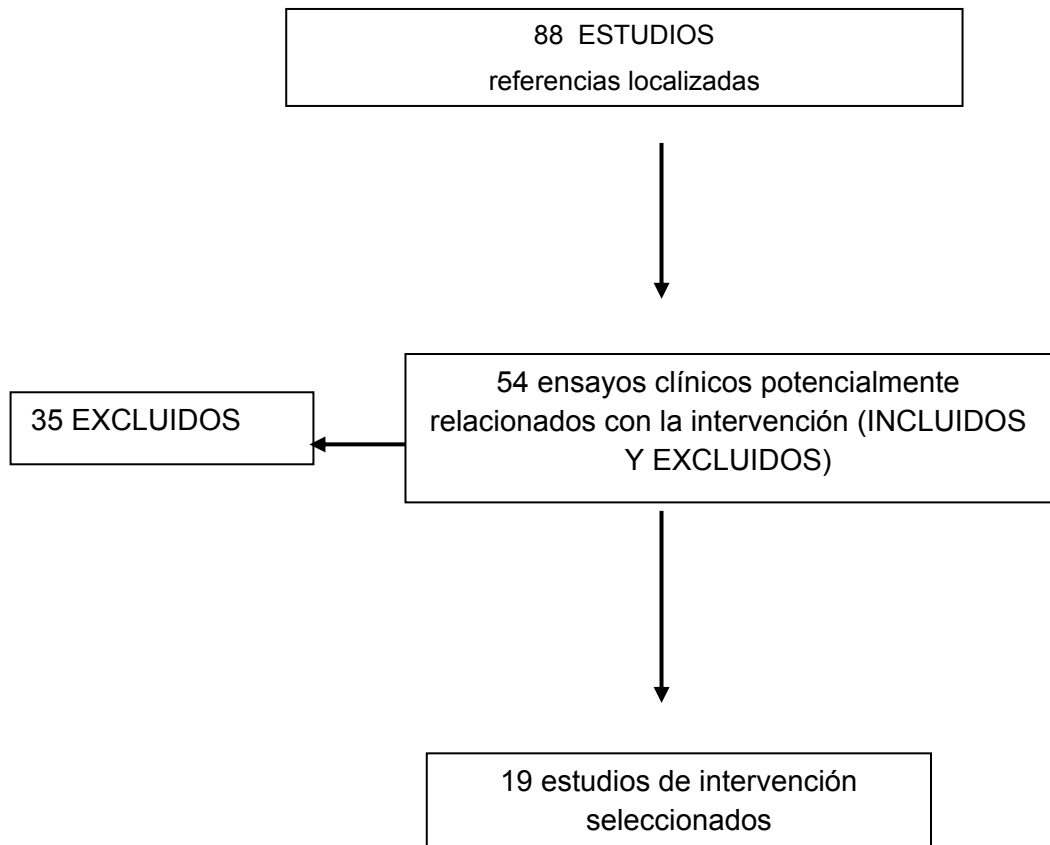 88 ESTUDIOS
referencias localizadas
54 ensayos clínicos potencialmente
relacionados con la intervención (INCLUIDOS
Y EXCLUIDOS)
35 EXCLUIDOS
19 estudios de intervención
seleccionados